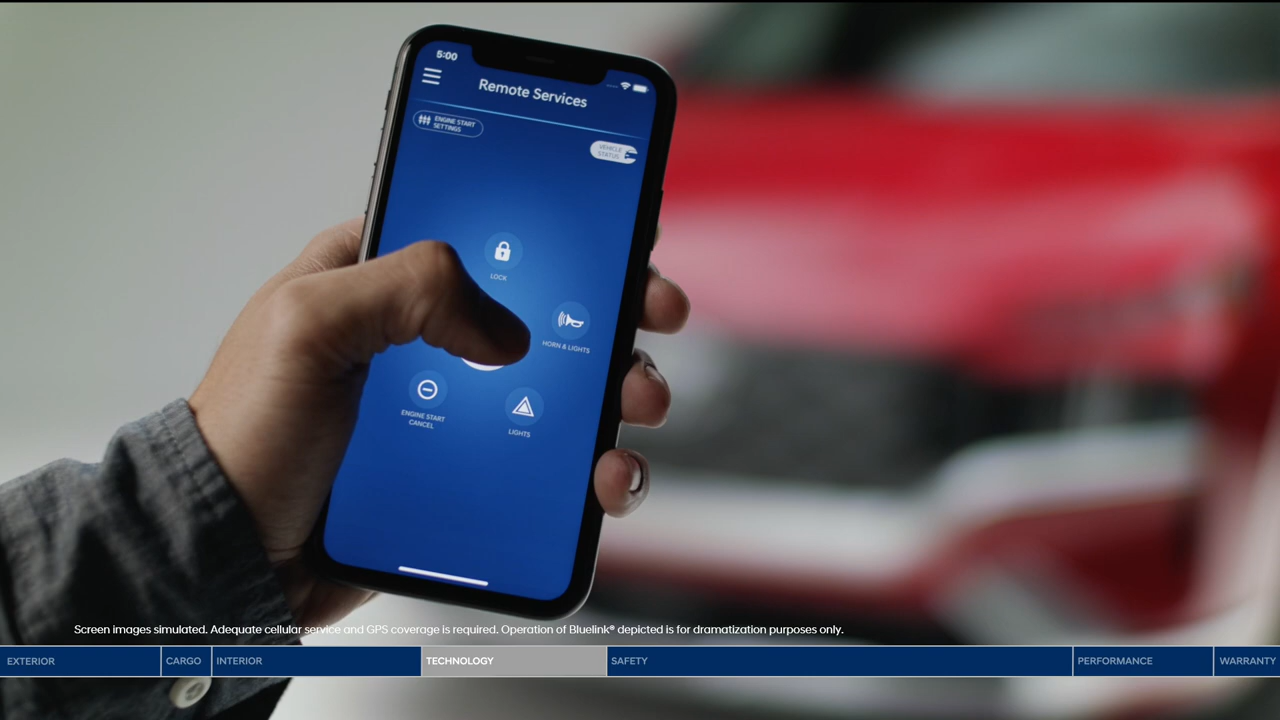 5:00
Remote Services
ENGINE START
SETTINGS
VEHICLE
STATUS
LOCK
HORN & LIGHTS
ENGINE START
CANCEL
LIGHTS
Screen images simulated. Adequate cellular service and GPS coverage is required. Operation of Bluelink® depicted is for dramatization purposes only.
EXTERIOR CARGO INTERIOR TECHNOLOGY SAFETY PERFORMANCE WARRANTY